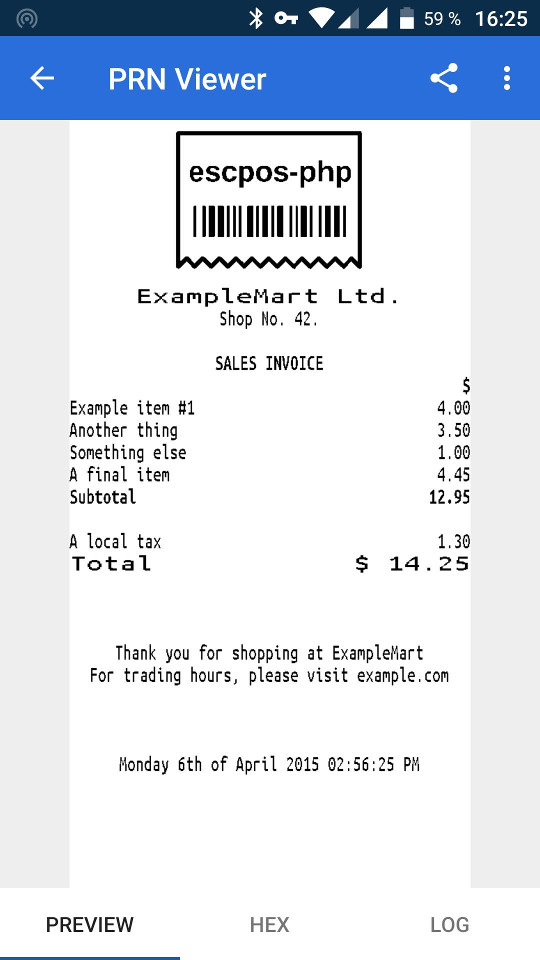 59 % 16:25
PRN Viewer
escpos-php
ExampleMart Ltd.
Shop No. 42.
SALES INVOICE
$
Example item #1 4.00
Another thing 3.50
Something else 1.00
A final item 4.45
Subtotal 12.95
A local tax 1.30
Total $ 14.25
Thank you for shopping at ExampleMart
For trading hours, please visit example.com
Monday 6th of April 2015 02:56:25 PM
PREVIEW HEX LOG